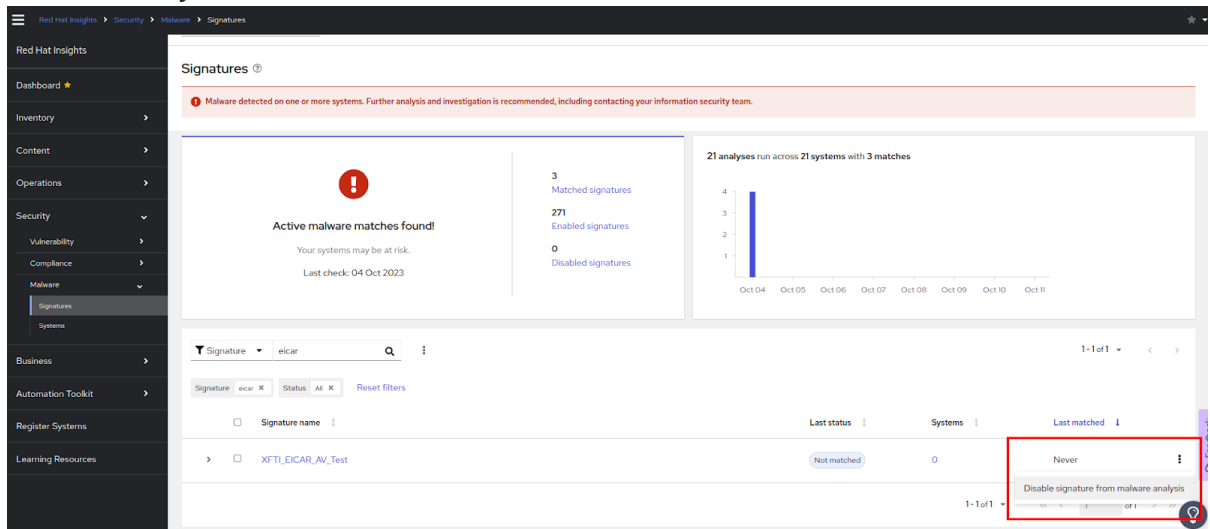 Red Hat Insights > Security > Malware > Signatures
Red Hat Insights
Dashboard
Inventory
Content
Operations
Security
Vulnerability
Compliance
Malware
Signatures
Systems
Business
Automation Toolkit
Register Systems
Learning Resources
Signatures
Malware detected on one or more systems. Further analysis and investigation is recommended, including contacting your information security team.
Active malware matches found!
Your systems may be at risk.
Last check: 04 Oct 2023
3
Matched signatures
271
Enabled signatures
0
Disabled signatures
21 analyses run across 21 systems with 3 matches
4
3
2
1
Oct 04 Oct 05 Oct 06 Oct 07 Oct 08 Oct 09 Oct 10 Oct 11
Signature eicar 1-1 of 1
Signature eicar Status All Reset filters
Signature name Last status Systems Last matched
XFTI_EICAR_AV_Test Not matched 0 Never
Disable signature from malware analysis
1-1 of 1 1 of 1